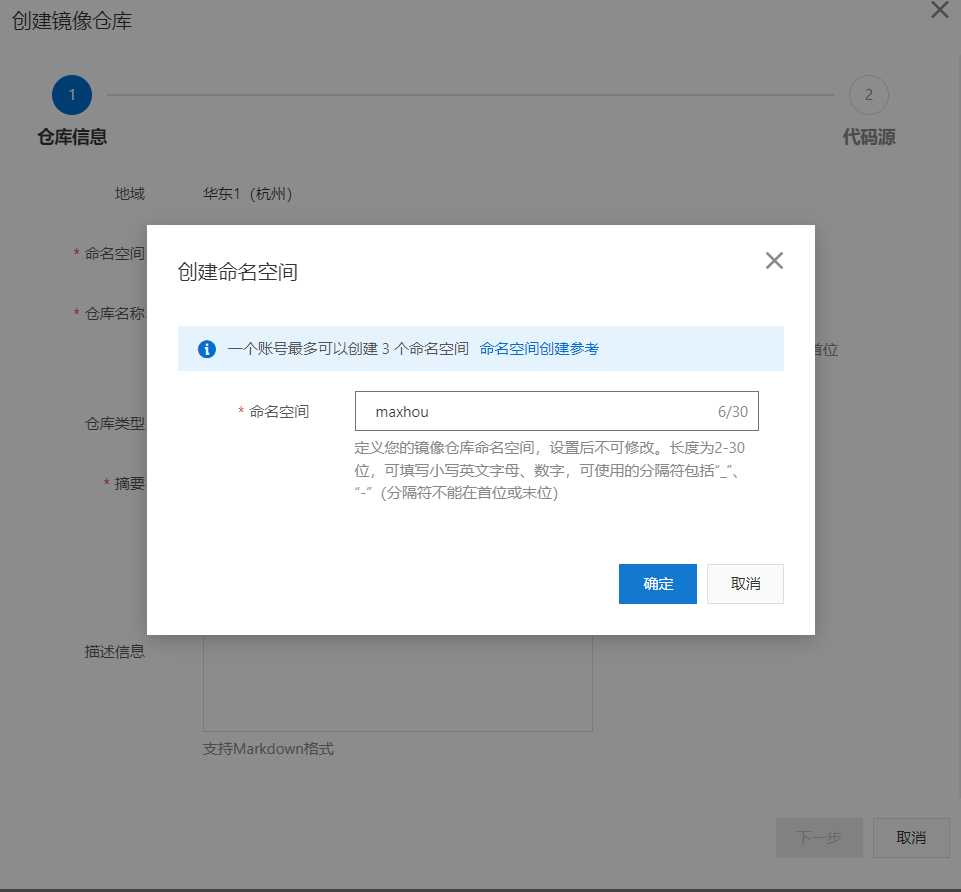 创建镜像仓库
1
2
仓库信息
代码源
地域
华东1（杭州）
* 命名空间
* 仓库名称
首位
仓库类型
* 摘要
创建命名空间
一个账号最多可以创建 3 个命名空间 命名空间创建参考
* 命名空间
maxhou
6/30
定义您的镜像仓库命名空间，设置后不可修改。长度为2-30
位，可填写小写英文字母、数字，可使用的分隔符包括“_”、
“-”（分隔符不能在首位或末位）
确定
取消
描述信息
支持Markdown格式
下一步
取消